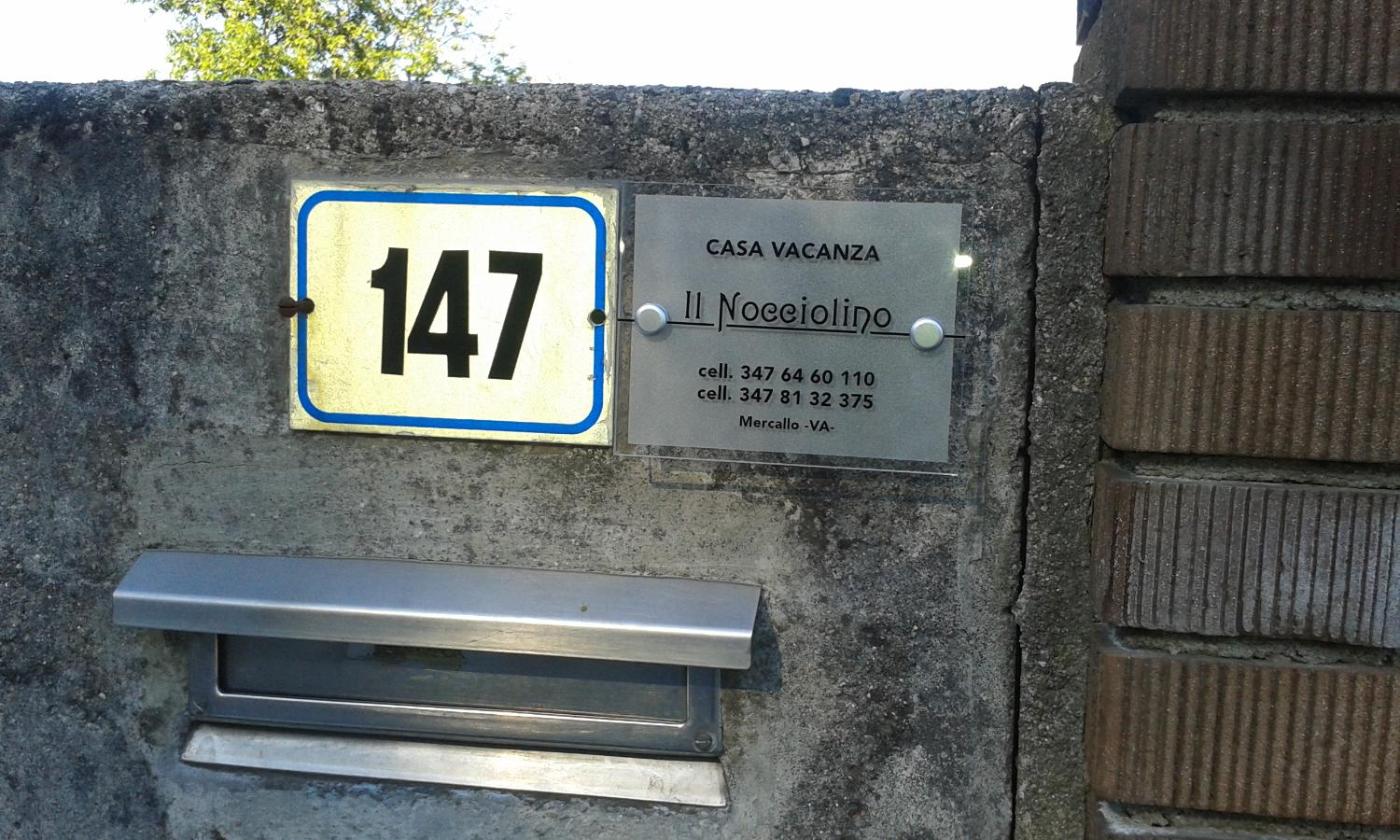 147
CASA VACANZA
Il Nocciolino
cell. 347 64 60 110
cell. 347 81 32 375
Mercallo -VA-